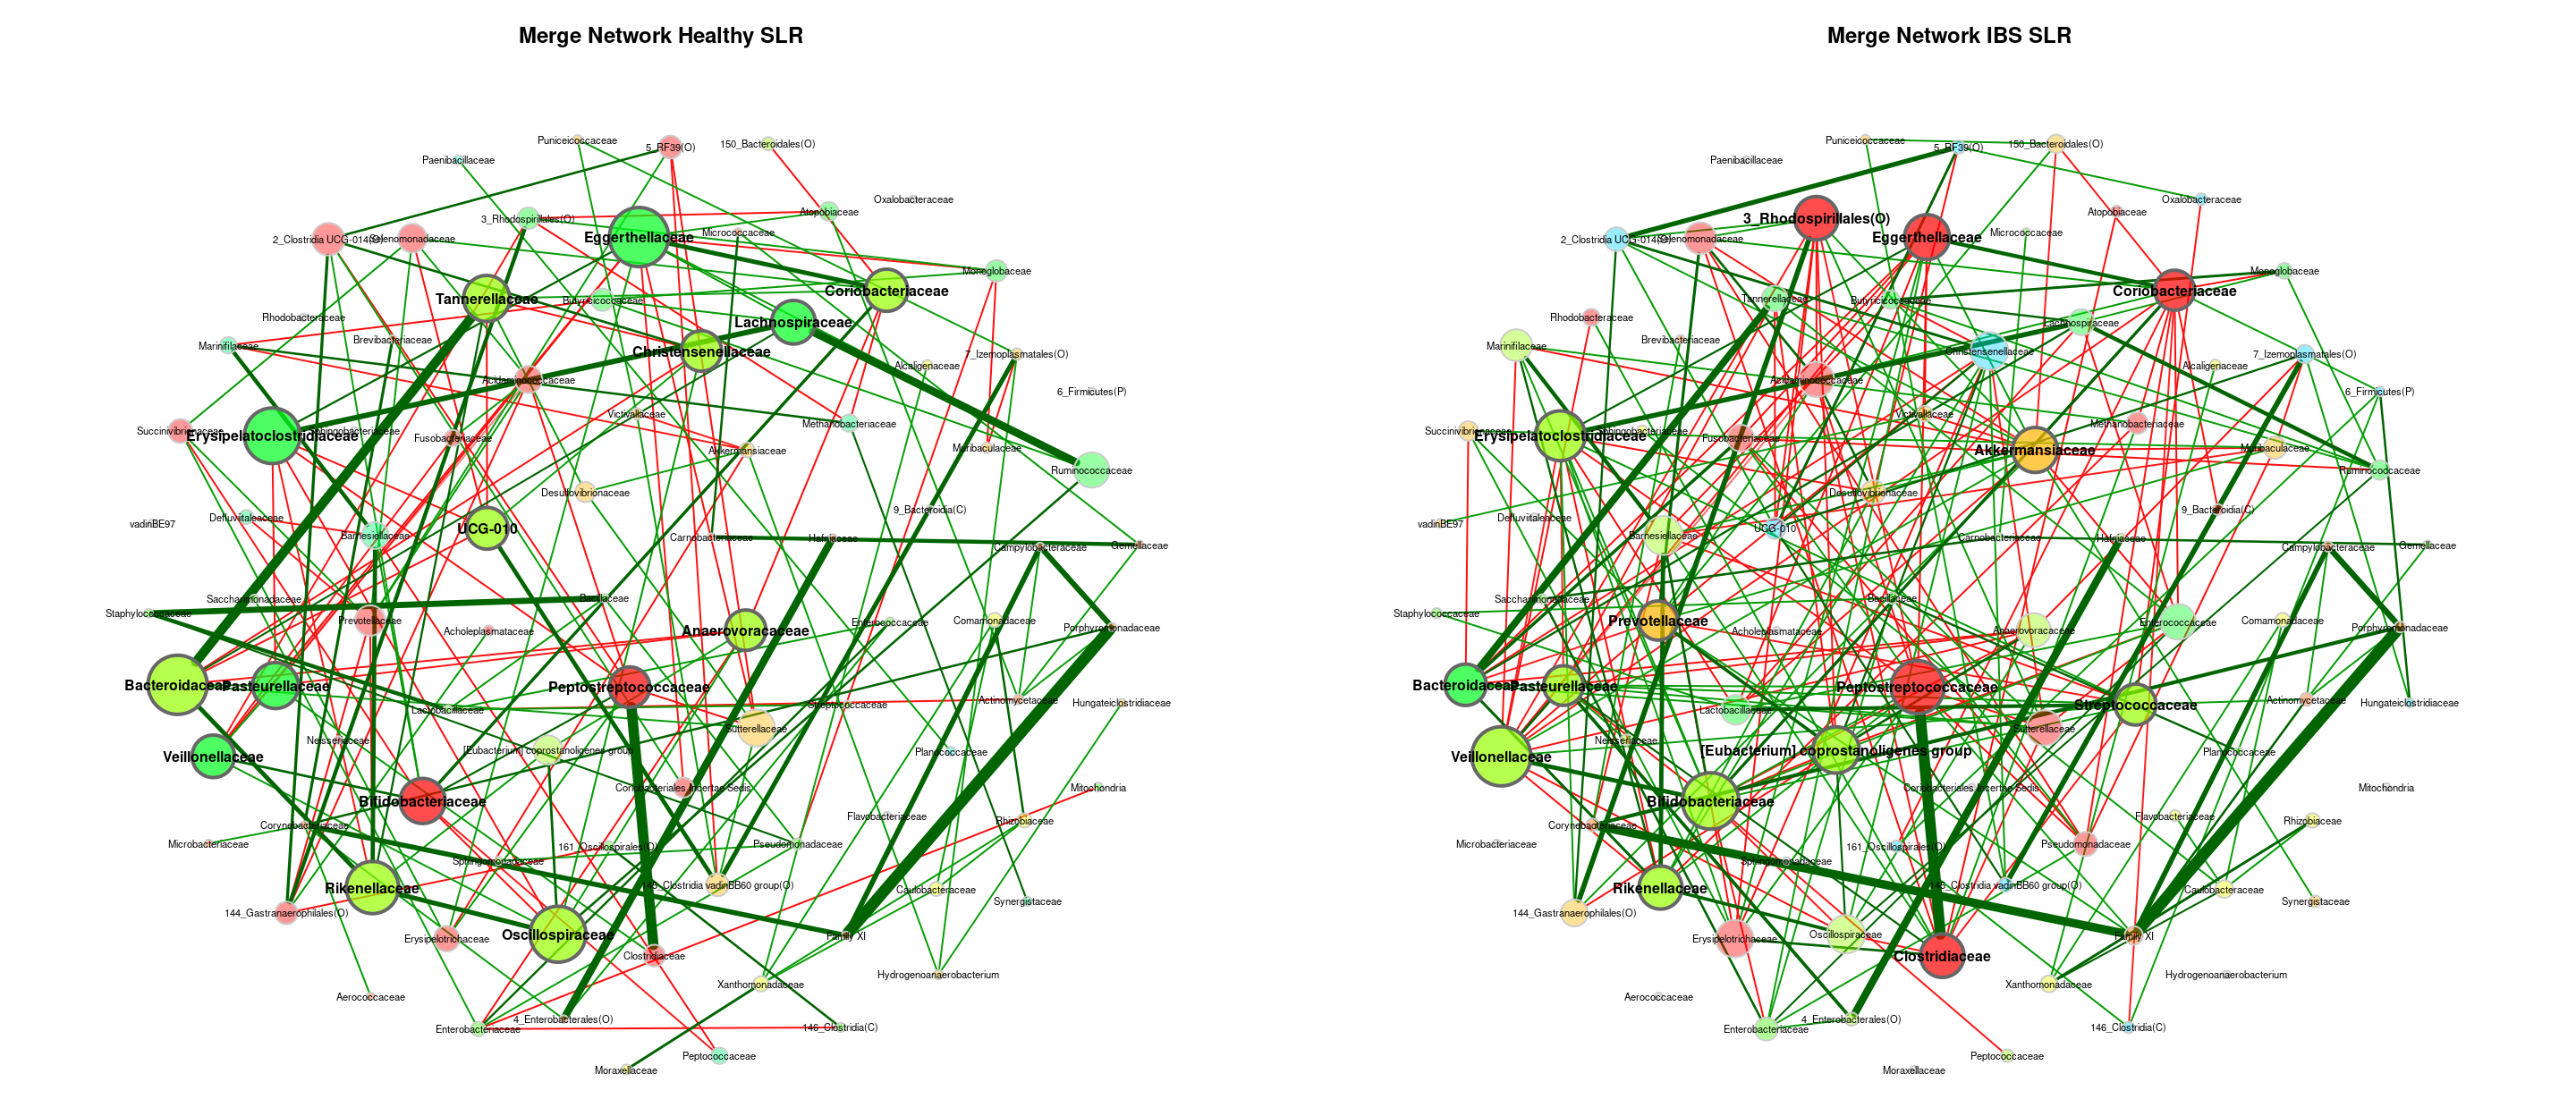 Merge Network Healthy SLR
Puniceicoccaceae
5_RF39(O)
150_Bacteroidales(O)
Paenibacillaceae
Oxalobacteraceae
3_Rhodospirillales(O)
Atopobiaceae
Micrococcaceae
Eggerthellaceae
2_Clostridia UCG-014(O)
Selenomonadaceae
Monoglobaceae
Coriobacteriaceae
Tannerellaceae
Butyricicoccaceae
Rhodobacteraceae
Lachnospiraceae
Brevibacteriaceae
Marinifilaceae
Christensenellaceae
7_Izemoplasmatales(O)
Alcaligenaceae
Acidaminococcaceae
6_Firmicutes(P)
Victivallaceae
Methanobacteriaceae
Succinivibrionaceae
Erysipelatoclostridiaceae
Sphingobacteriaceae
Fusobacteriaceae
Akkermansiaceae
Muribaculaceae
Ruminococcaceae
Desulfovibrionaceae
9_Bacteroidia(C)
vadinBE97
Defluviitaleaceae
UCG-010
Barnesiellaceae
Carnobacteriaceae
Hafniaceae
Campylobacteraceae
Gemellaceae
Saccharimonadaceae
Bacillaceae
Staphylococcaceae
Prevotellaceae
Acholeplasmataceae
Anaerovoracaceae
Enterococcaceae
Comamonadaceae
Porphyromonadaceae
Bacteroidaceae
Pasteurellaceae
Peptostreptococcaceae
Actinomycetaceae
Hungateiclostridiaceae
Lactobacillaceae
Streptococcaceae
Sutterellaceae
Neisseriaceae
[Eubacterium] coprostanoligenes group
Planococcaceae
Veillonellaceae
Coriobacteriales Incertae Sedis
Mitochondria
Bifidobacteriaceae
Corynebacteriaceae
Flavobacteriaceae
Rhizobiaceae
Microbacteriaceae
161_Oscillospirales(O)
Pseudomonadaceae
Sphingomonadaceae
Rikenellaceae
145_Clostridia vadinBB60 group(O)
Caulobacteraceae
Synergistaceae
144_Gastranaerophilales(O)
Erysipelotrichaceae
Oscillospiraceae
Family XI
Clostridiaceae
Hydrogenoanaerobacterium
Xanthomonadaceae
Aerococcaceae
4_Enterobacterales(O)
Enterobacteriaceae
146_Clostridia(C)
Peptococcaceae
Moraxellaceae
Merge Network IBS SLR
Puniceicoccaceae
5_RF39(O)
150_Bacteroidales(O)
Paenibacillaceae
Oxalobacteraceae
3_Rhodospirillales(O)
Atopobiaceae
Micrococcaceae
Eggerthellaceae
2_Clostridia UCG-014(O)
Selenomonadaceae
Monoglobaceae
Coriobacteriaceae
Tannerellaceae
Butyricicoccaceae
Rhodobacteraceae
Lachnospiraceae
Brevibacteriaceae
Marinifilaceae
Christensenellaceae
7_Izemoplasmatales(O)
Alcaligenaceae
Acidaminococcaceae
6_Firmicutes(P)
Victivallaceae
Methanobacteriaceae
Succinivibrionaceae
Erysipelatoclostridiaceae
Sphingobacteriaceae
Fusobacteriaceae
Akkermansiaceae
Muribaculaceae
Ruminococcaceae
Desulfovibrionaceae
9_Bacteroidia(C)
vadinBE97
Defluviitaleaceae
UCG-010
Barnesiellaceae
Carnobacteriaceae
Hafniaceae
Campylobacteraceae
Gemellaceae
Saccharimonadaceae
Bacillaceae
Staphylococcaceae
Prevotellaceae
Acholeplasmataceae
Anaerovoracaceae
Enterococcaceae
Comamonadaceae
Porphyromonadaceae
Bacteroidaceae
Pasteurellaceae
Peptostreptococcaceae
Actinomycetaceae
Hungateiclostridiaceae
Lactobacillaceae
Streptococcaceae
Sutterellaceae
Neisseriaceae
[Eubacterium] coprostanoligenes group
Planococcaceae
Veillonellaceae
Coriobacteriales Incertae Sedis
Mitochondria
Bifidobacteriaceae
Corynebacteriaceae
Flavobacteriaceae
Rhizobiaceae
Microbacteriaceae
161_Oscillospirales(O)
Pseudomonadaceae
Sphingomonadaceae
Rikenellaceae
145_Clostridia vadinBB60 group(O)
Caulobacteraceae
Synergistaceae
144_Gastranaerophilales(O)
Erysipelotrichaceae
Oscillospiraceae
Family XI
Clostridiaceae
Hydrogenoanaerobacterium
Xanthomonadaceae
Aerococcaceae
4_Enterobacterales(O)
Enterobacteriaceae
146_Clostridia(C)
Peptococcaceae
Moraxellaceae